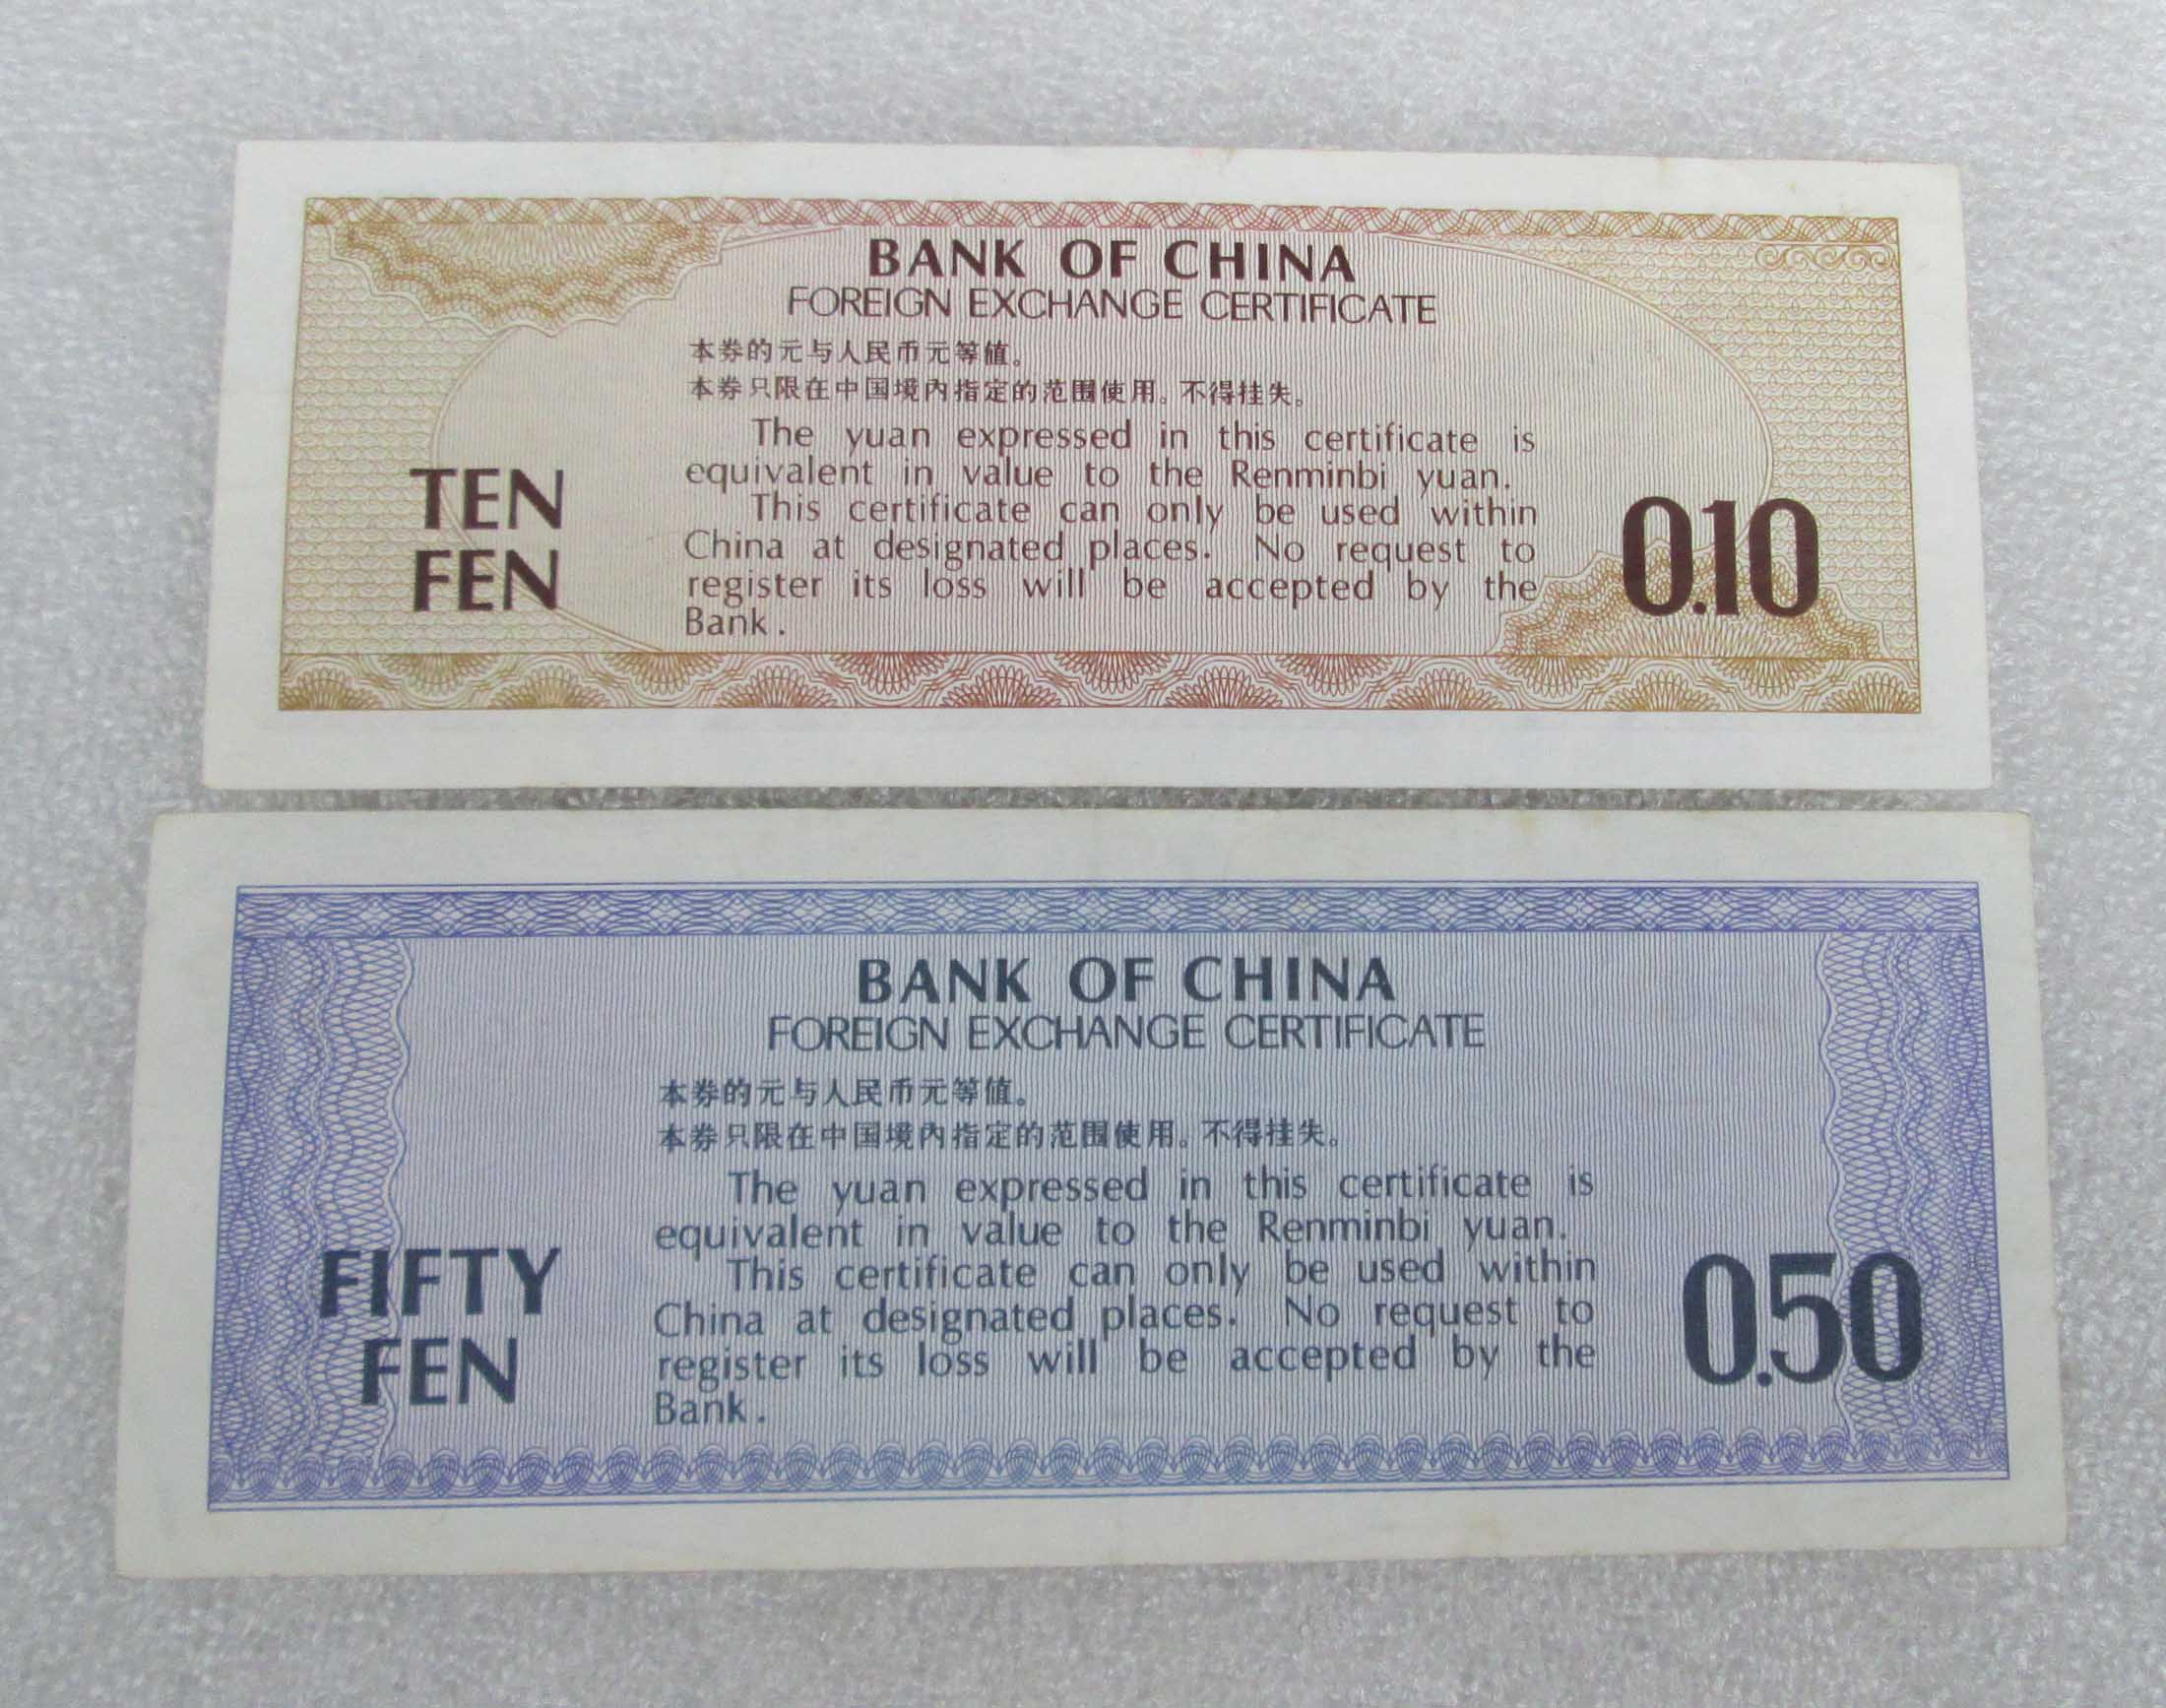 BANK OF CHINA
FOREIGN EXCHANGE CERTIFICATE
本券的元与人民币元等值。
本券只限在中国境内指定的范围使用。不得挂失。
The yuan expressed in this certificate is
equivalent in value to the Renminbi yuan.
This certificate can only be used within
China at designated places. No request to
register its loss will be accepted by the
Bank.
TEN
FEN
0.10
BANK OF CHINA
FOREIGN EXCHANGE CERTIFICATE
本券的元与人民币元等值。
本券只限在中国境内指定的范围使用。不得挂失。
The yuan expressed in this certificate is
equivalent in value to the Renminbi yuan.
This certificate can only be used within
China at designated places. No request to
register its loss will be accepted by the
Bank.
FIFTY
FEN
0.50